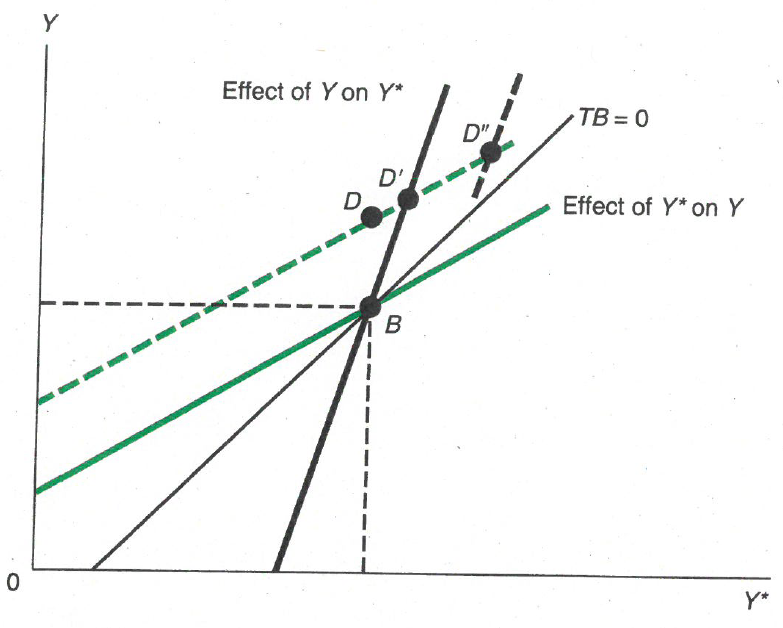 Y
Effect of Y on Y*
TB = 0
D"
D'
D
Effect of Y* on Y
B
0
Y*